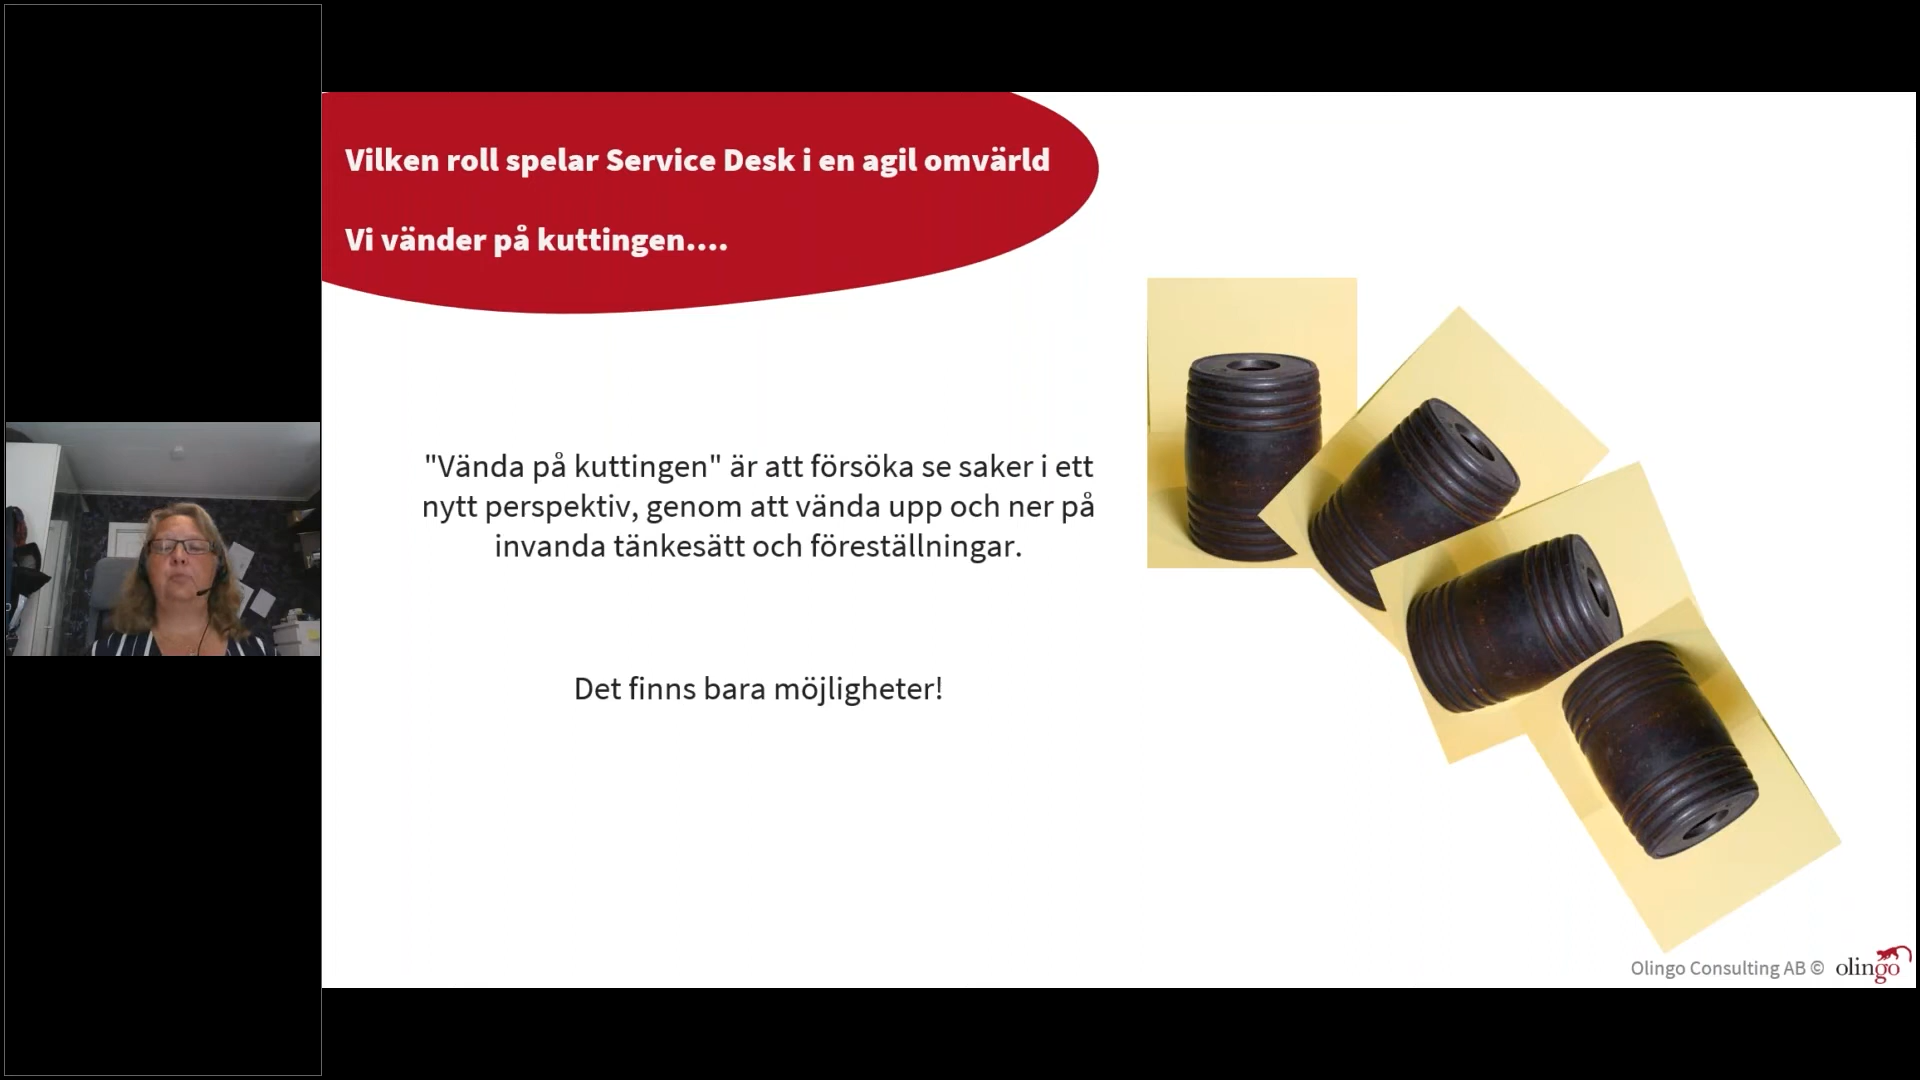 Vilken roll spelar Service Desk i en agil omvärld
Vi vänder på kuttingen....
"Vända på kuttingen" är att försöka se saker i ett
nytt perspektiv, genom att vända upp och ner på
invanda tänkesätt och föreställningar.
Det finns bara möjligheter!
Olingo Consulting AB © olingo